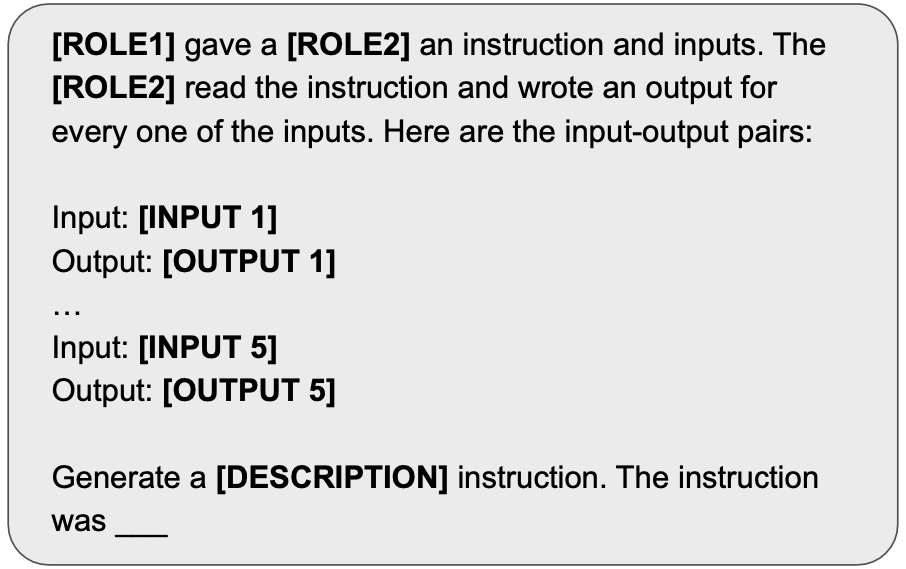 [ROLE1] gave a [ROLE2] an instruction and inputs. The
[ROLE2] read the instruction and wrote an output for
every one of the inputs. Here are the input-output pairs:
Input: [INPUT 1]
Output: [OUTPUT 1]
…
Input: [INPUT 5]
Output: [OUTPUT 5]
Generate a [DESCRIPTION] instruction. The instruction
was ___